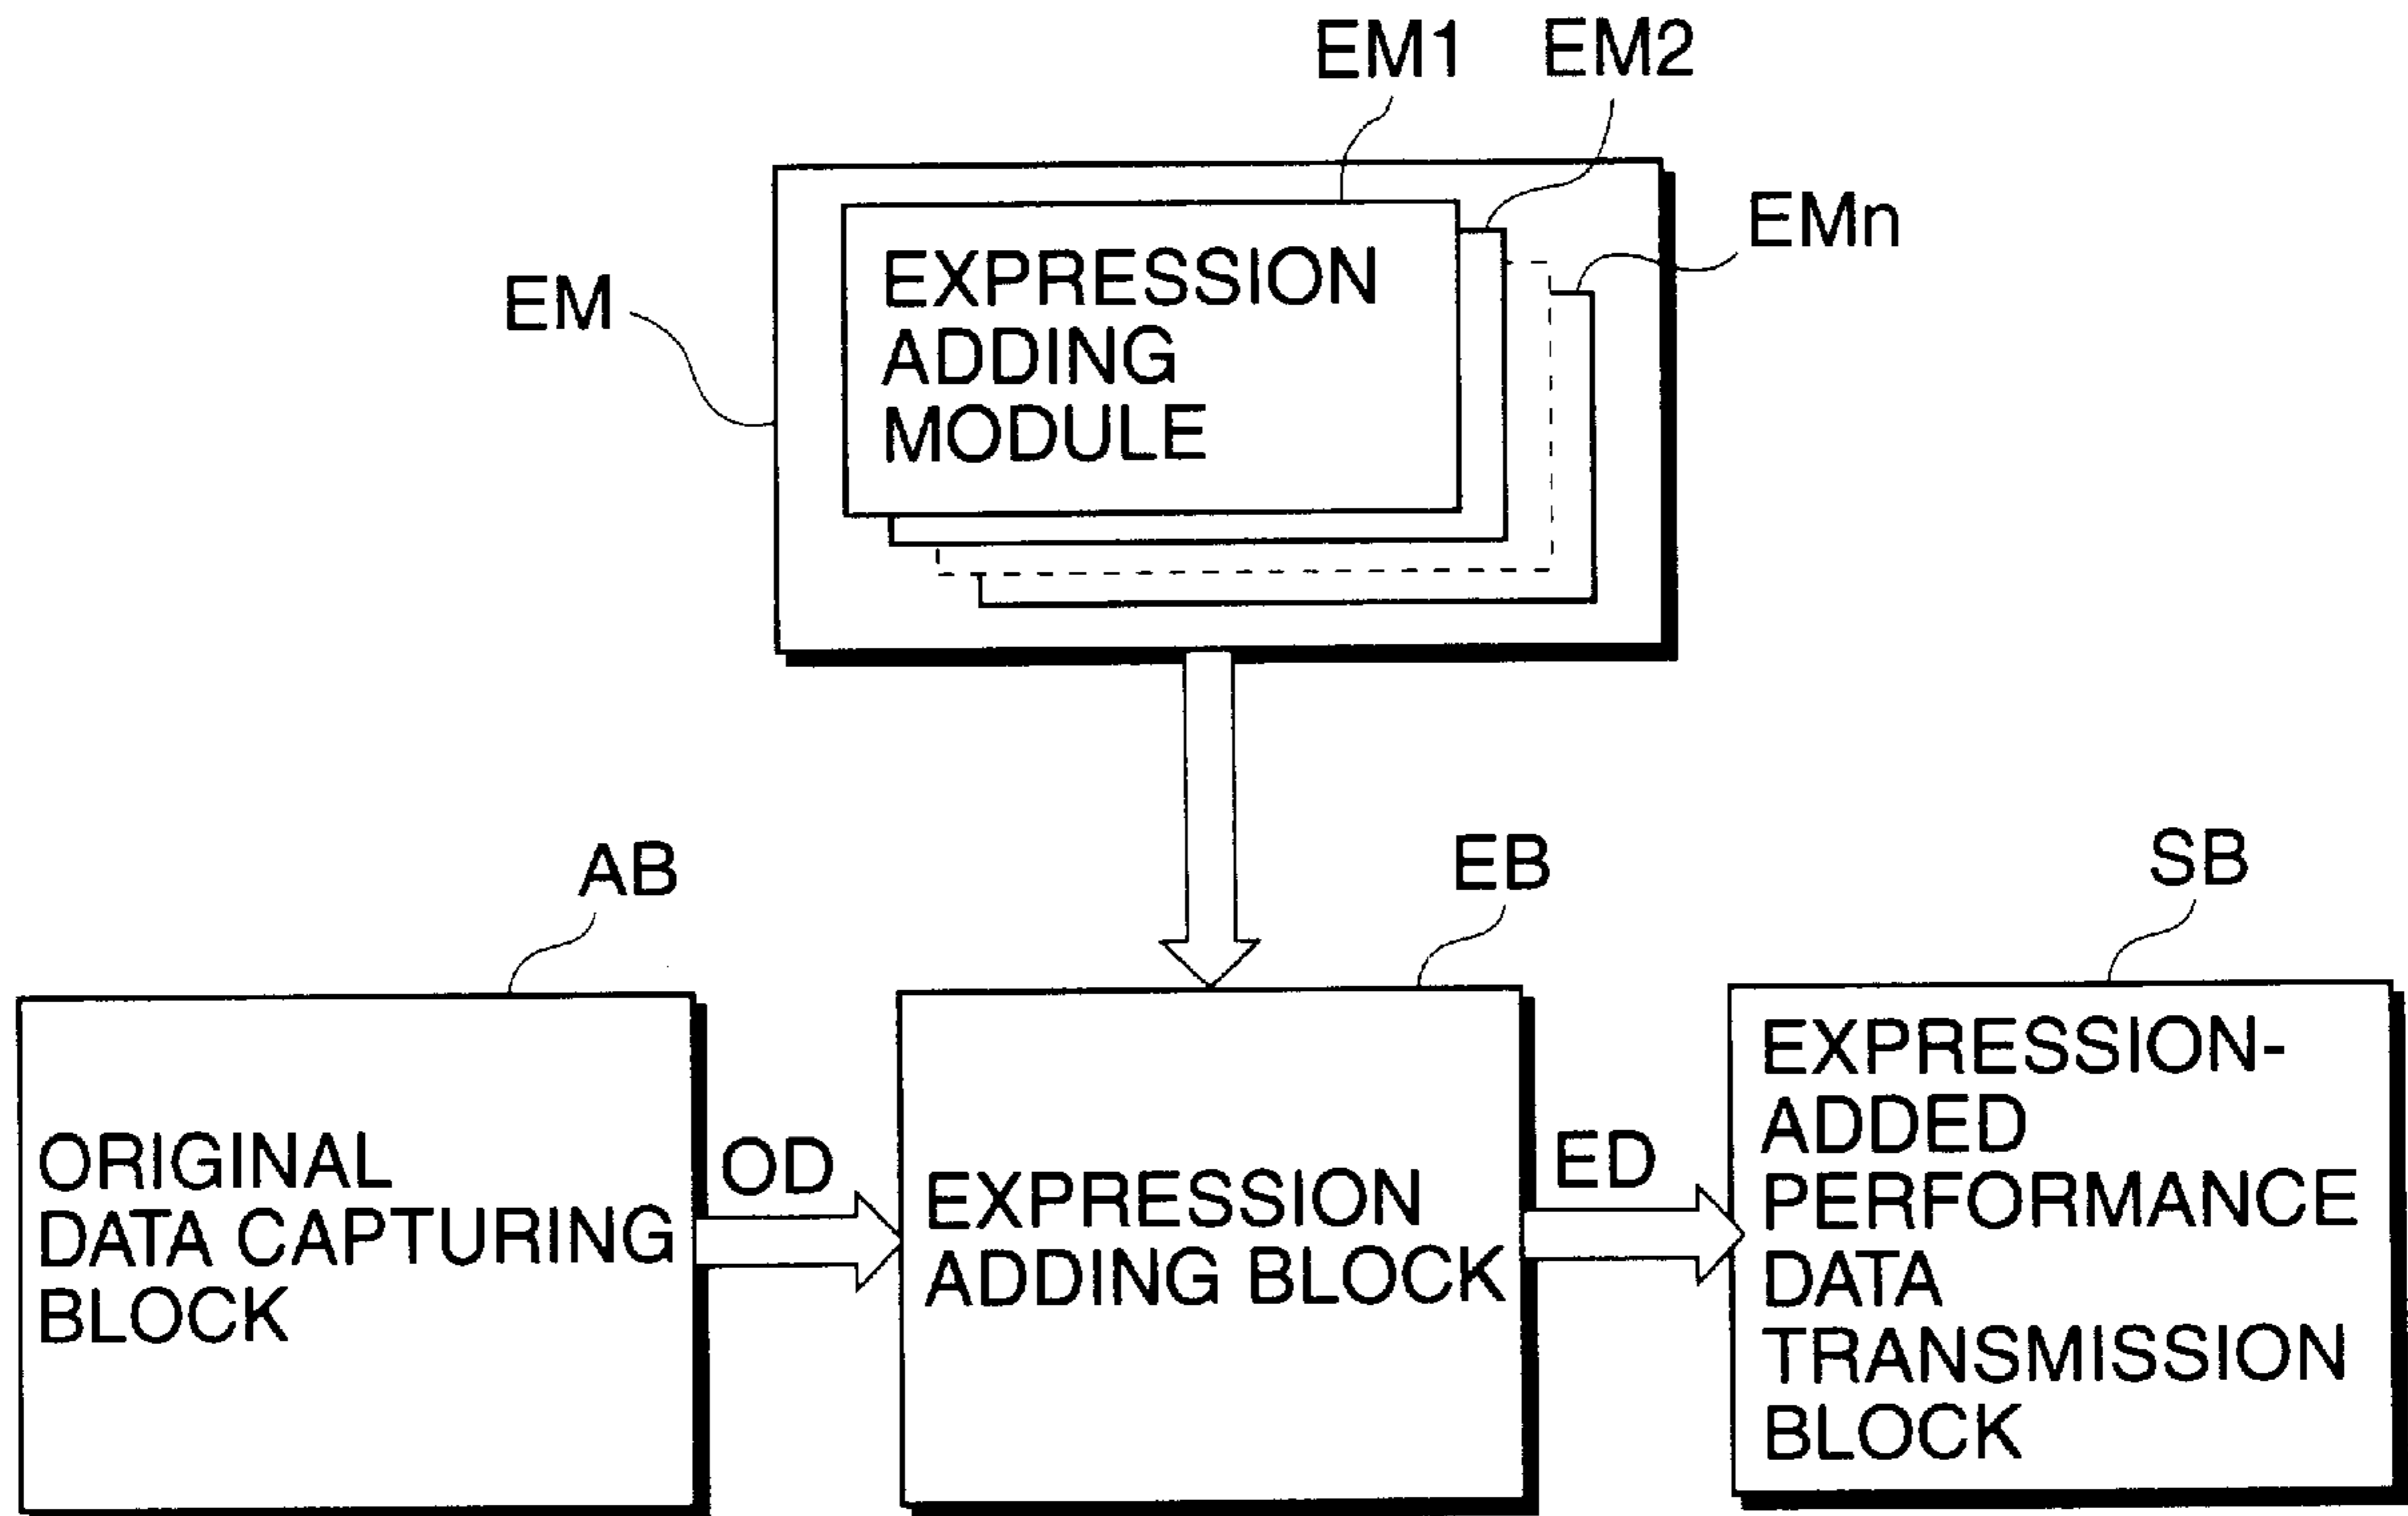 EM1 EM2
EMn
EM
EXPRESSION
ADDING
MODULE
AB
EB
SB
ORIGINAL
DATA CAPTURING
BLOCK
OD
EXPRESSION
ADDING BLOCK
ED
EXPRESSION-
ADDED
PERFORMANCE
DATA
TRANSMISSION
BLOCK